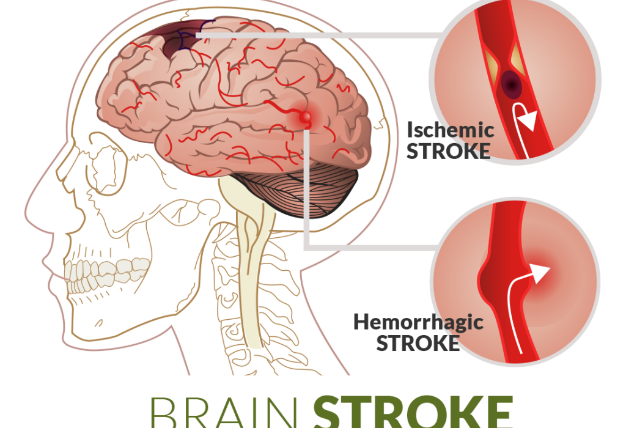 Ischemic
STROKE
Hemorrhagic
STROKE
BRAIN STROKE